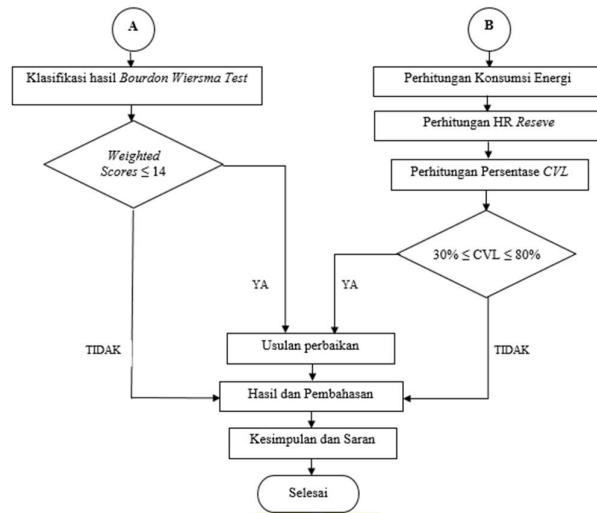 A
B
Klasifikasi hasil Bourdon Wiersma Test
Perhitungan Konsumsi Energi
Perhitungan HR Reseve
Weighted
Scores ≤ 14
Perhitungan Persentase CVL
30% ≤ CVL ≤ 80%
YA
YA
Usulan perbaikan
TIDAK
TIDAK
Hasil dan Pembahasan
Kesimpulan dan Saran
Selesai